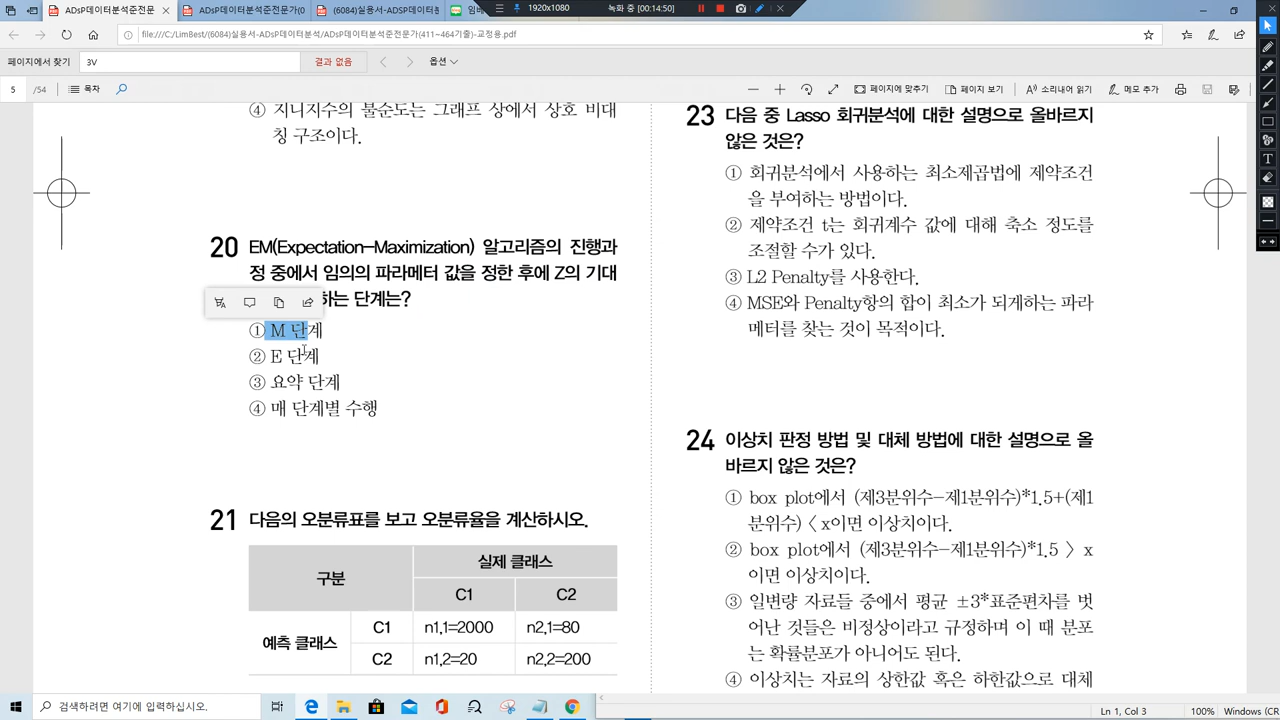 ADsP데이터분석준전문
ADsP데이터분석준전문가(0
(6084)실용서-ADsP데이터분
1920x1080
녹화 중 [00:14:50]
file:///C:/LimBest/(6084)실용서-ADsP데이터분석/ADsP데이터분석준전문가(411~464기출)-교정용.pdf
페이지에서 찾기
3V
결과 없음
옵션
5 /54
목차
페이지에 맞추기
페이지 보기
소리내어 읽기
메모 추가
④ 지니지수의 불순도는 그래프 상에서 상호 비대
칭 구조이다.
20 EM(Expectation-Maximization) 알고리즘의 진행과
정 중에서 임의의 파라메터 값을 정한 후에 Z의 기대
하는 단계는?
① M 단계
② E 단계
③ 요약 단계
④ 매 단계별 수행
21 다음의 오분류표를 보고 오분류율을 계산하시오.
구분
실제 클래스
C1 C2
예측 클래스
C1 n1,1=2000 n2,1=80
C2 n1,2=20 n2,2=200
23 다음 중 Lasso 회귀분석에 대한 설명으로 올바르지
않은 것은?
① 회귀분석에서 사용하는 최소제곱법에 제약조건
을 부여하는 방법이다.
② 제약조건 t는 회귀계수 값에 대해 축소 정도를
조절할 수가 있다.
③ L2 Penalty를 사용한다.
④ MSE와 Penalty항의 합이 최소가 되게하는 파라
메터를 찾는 것이 목적이다.
24 이상치 판정 방법 및 대체 방법에 대한 설명으로 올
바르지 않은 것은?
① box plot에서 (제3분위수-제1분위수)*1.5+(제1
분위수) < x이면 이상치이다.
② box plot에서 (제3분위수-제1분위수)*1.5 > x
이면 이상치이다.
③ 일변량 자료들 중에서 평균 ±3*표준편차를 벗
어난 것들은 비정상이라고 규정하며 이 때 분포
는 확률분포가 아니어도 된다.
④ 이상치는 자료의 상한값 혹은 하한값으로 대체
검색하려면 여기에 입력하십시오.
Ln 1, Col 3
100%
Windows (CR